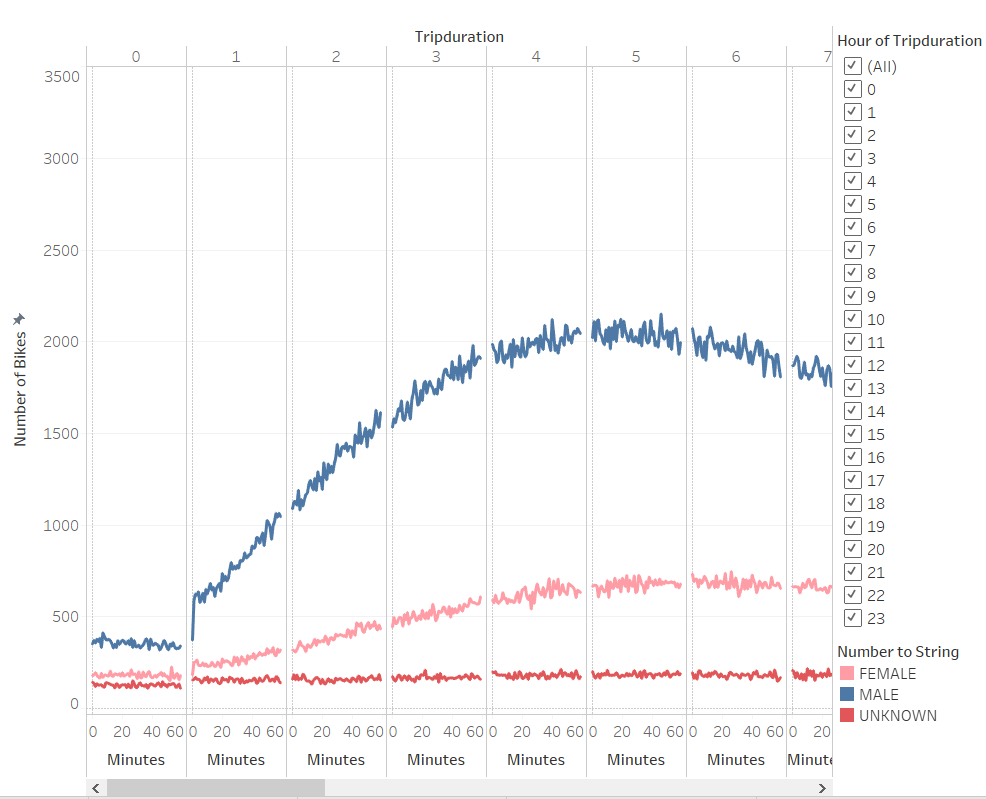 Tripduration
0 1 2 3 4 5 6 7
3500
3000
2500
2000
1500
1000
500
0
Number of Bikes
0 20 40 60 0 20 40 60 0 20 40 60 0 20 40 60 0 20 40 60 0 20 40 60 0 20 40 60 0 20
Minutes Minutes Minutes Minutes Minutes Minutes Minutes Minute
Hour of Tripduration
(All)
0
1
2
3
4
5
6
7
8
9
10
11
12
13
14
15
16
17
18
19
20
21
22
23
Number to String
FEMALE
MALE
UNKNOWN